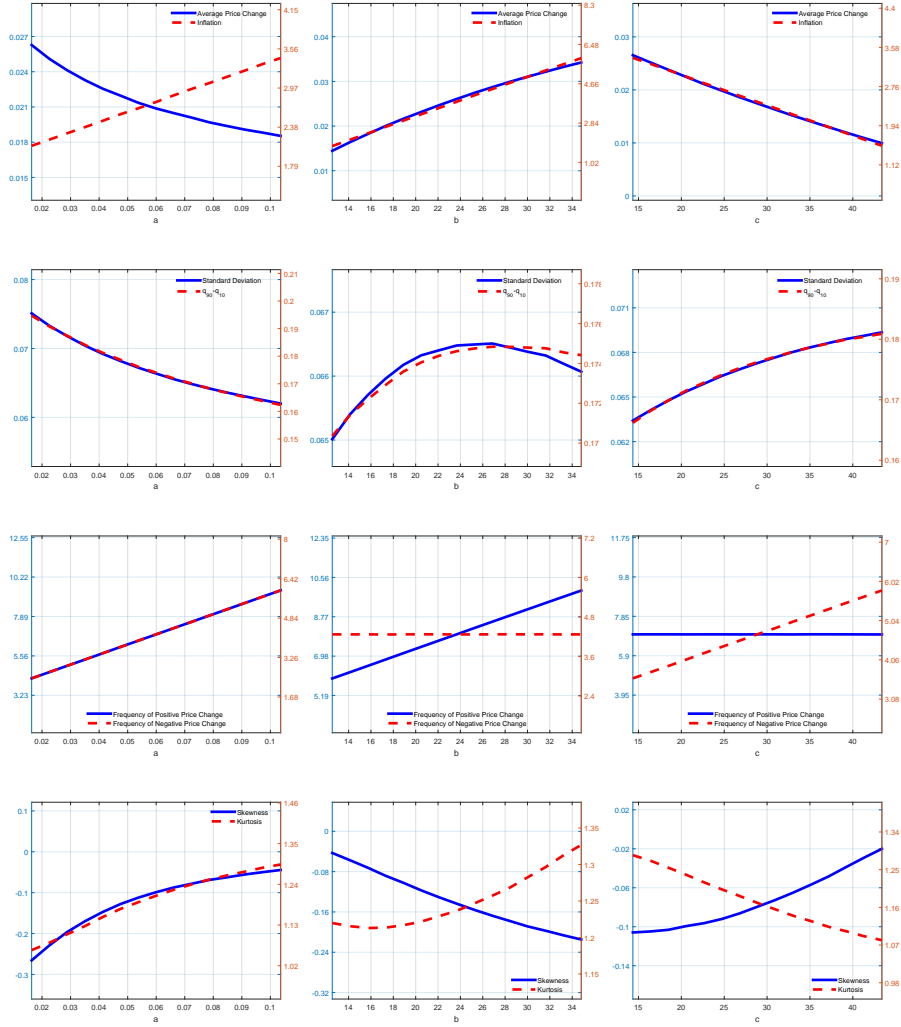 Average Price Change
Inflation
0.027
0.024
0.021
0.018
0.015
4.15
3.56
2.97
2.38
1.79
0.02 0.03 0.04 0.05 0.06 0.07 0.08 0.09 0.1
a
Average Price Change
Inflation
0.04
0.03
0.02
0.01
8.3
6.48
4.66
2.84
1.02
14 16 18 20 22 24 26 28 30 32 34
b
Average Price Change
Inflation
0.03
0.02
0.01
0
4.4
3.58
2.76
1.94
1.12
15 20 25 30 35 40
c
Standard Deviation
q90-q10
0.08
0.07
0.06
0.21
0.2
0.19
0.18
0.17
0.16
0.15
0.02 0.03 0.04 0.05 0.06 0.07 0.08 0.09 0.1
a
Standard Deviation
q90-q10
0.067
0.066
0.065
0.178
0.176
0.174
0.172
0.17
14 16 18 20 22 24 26 28 30 32 34
b
Standard Deviation
q90-q10
0.071
0.068
0.065
0.062
0.19
0.18
0.17
0.16
15 20 25 30 35 40
c
12.55
10.22
7.89
5.56
3.23
8
6.42
4.84
3.26
1.68
Frequency of Positive Price Change
Frequency of Negative Price Change
0.02 0.03 0.04 0.05 0.06 0.07 0.08 0.09 0.1
a
12.35
10.56
8.77
6.98
5.19
7.2
6
4.8
3.6
2.4
Frequency of Positive Price Change
Frequency of Negative Price Change
14 16 18 20 22 24 26 28 30 32 34
b
11.75
9.8
7.85
5.9
3.95
7
6.02
5.04
4.06
3.08
Frequency of Positive Price Change
Frequency of Negative Price Change
15 20 25 30 35 40
c
Skewness
Kurtosis
0.1
0
-0.1
-0.2
-0.3
1.46
1.35
1.24
1.13
1.02
0.02 0.03 0.04 0.05 0.06 0.07 0.08 0.09 0.1
a
0
-0.08
-0.16
-0.24
-0.32
1.35
1.3
1.25
1.2
1.15
Skewness
Kurtosis
14 16 18 20 22 24 26 28 30 32 34
b
0.02
-0.02
-0.06
-0.1
-0.14
1.34
1.25
1.16
1.07
0.98
Skewness
Kurtosis
15 20 25 30 35 40
c